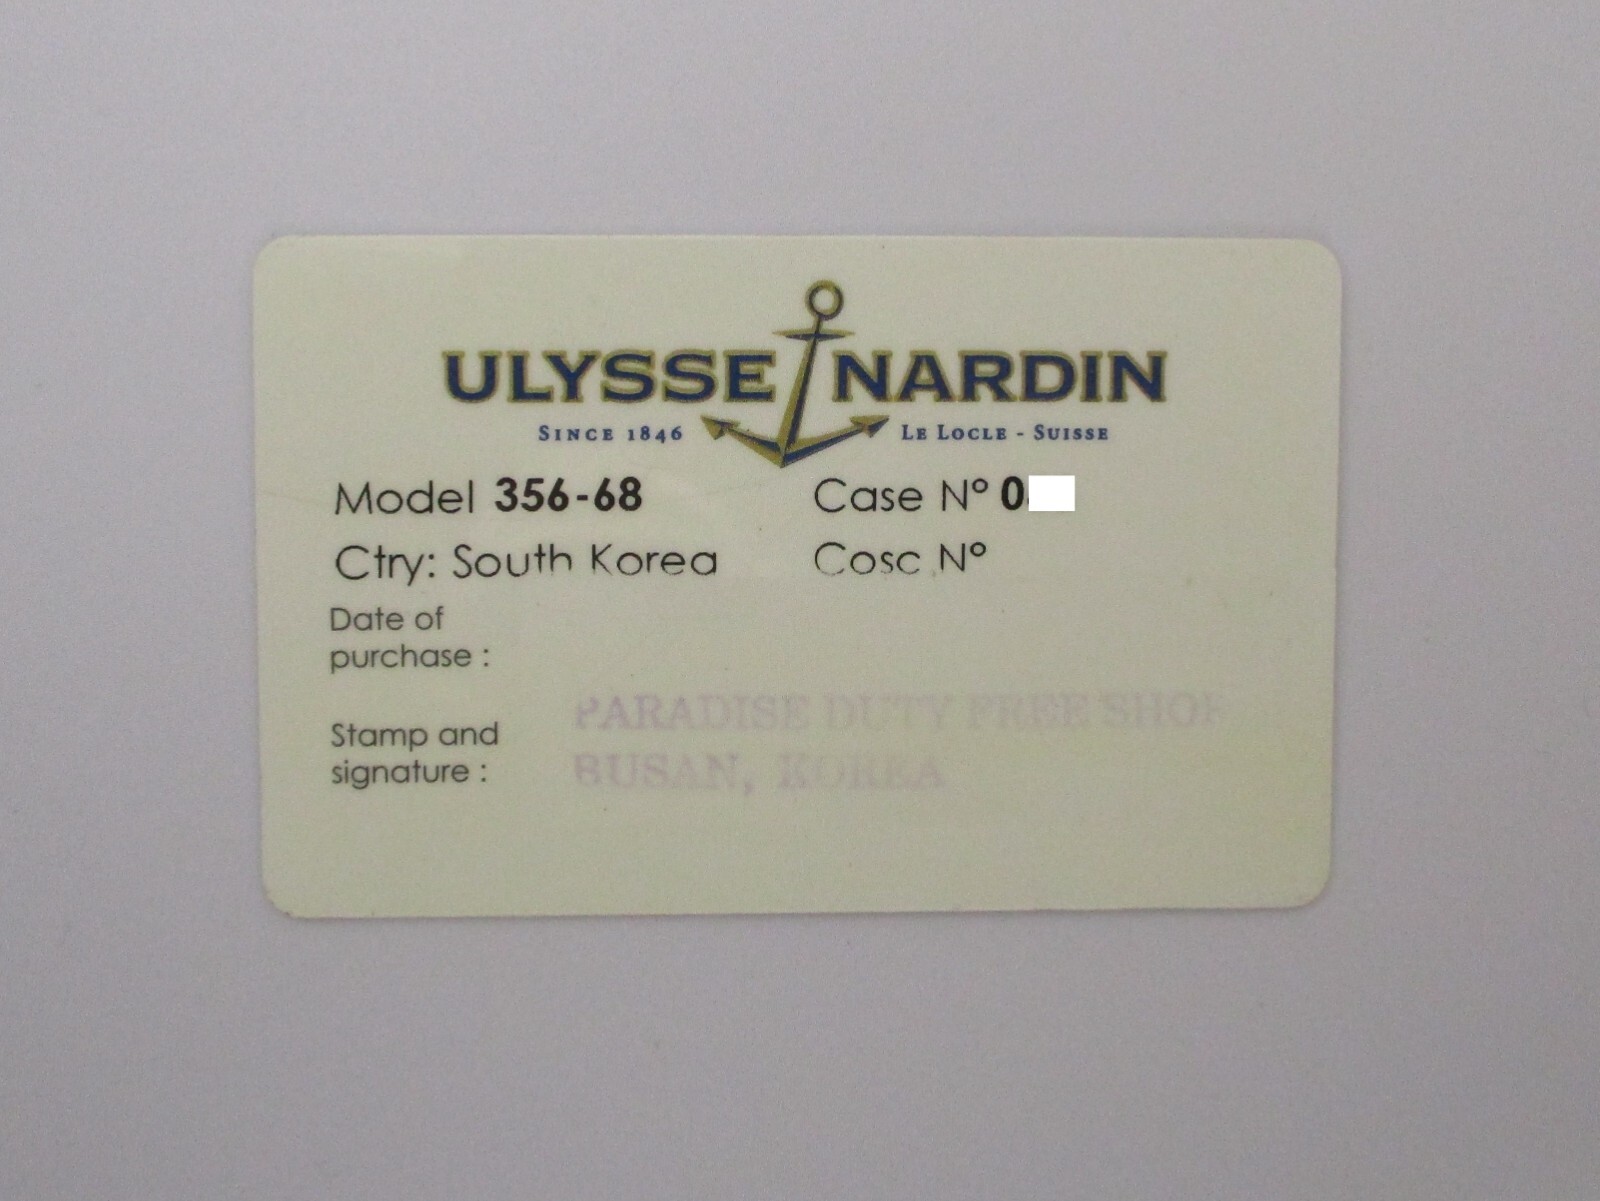 ULYSSE NARDIN
SINCE 1846 LE LOCLE - SUISSE
Model 356-68 Case N° 0
Ctry: South Korea Cosc N°
Date of
purchase :
PARADISE DUTY FREE SHOP
Stamp and
signature :
BUSAN, KOREA